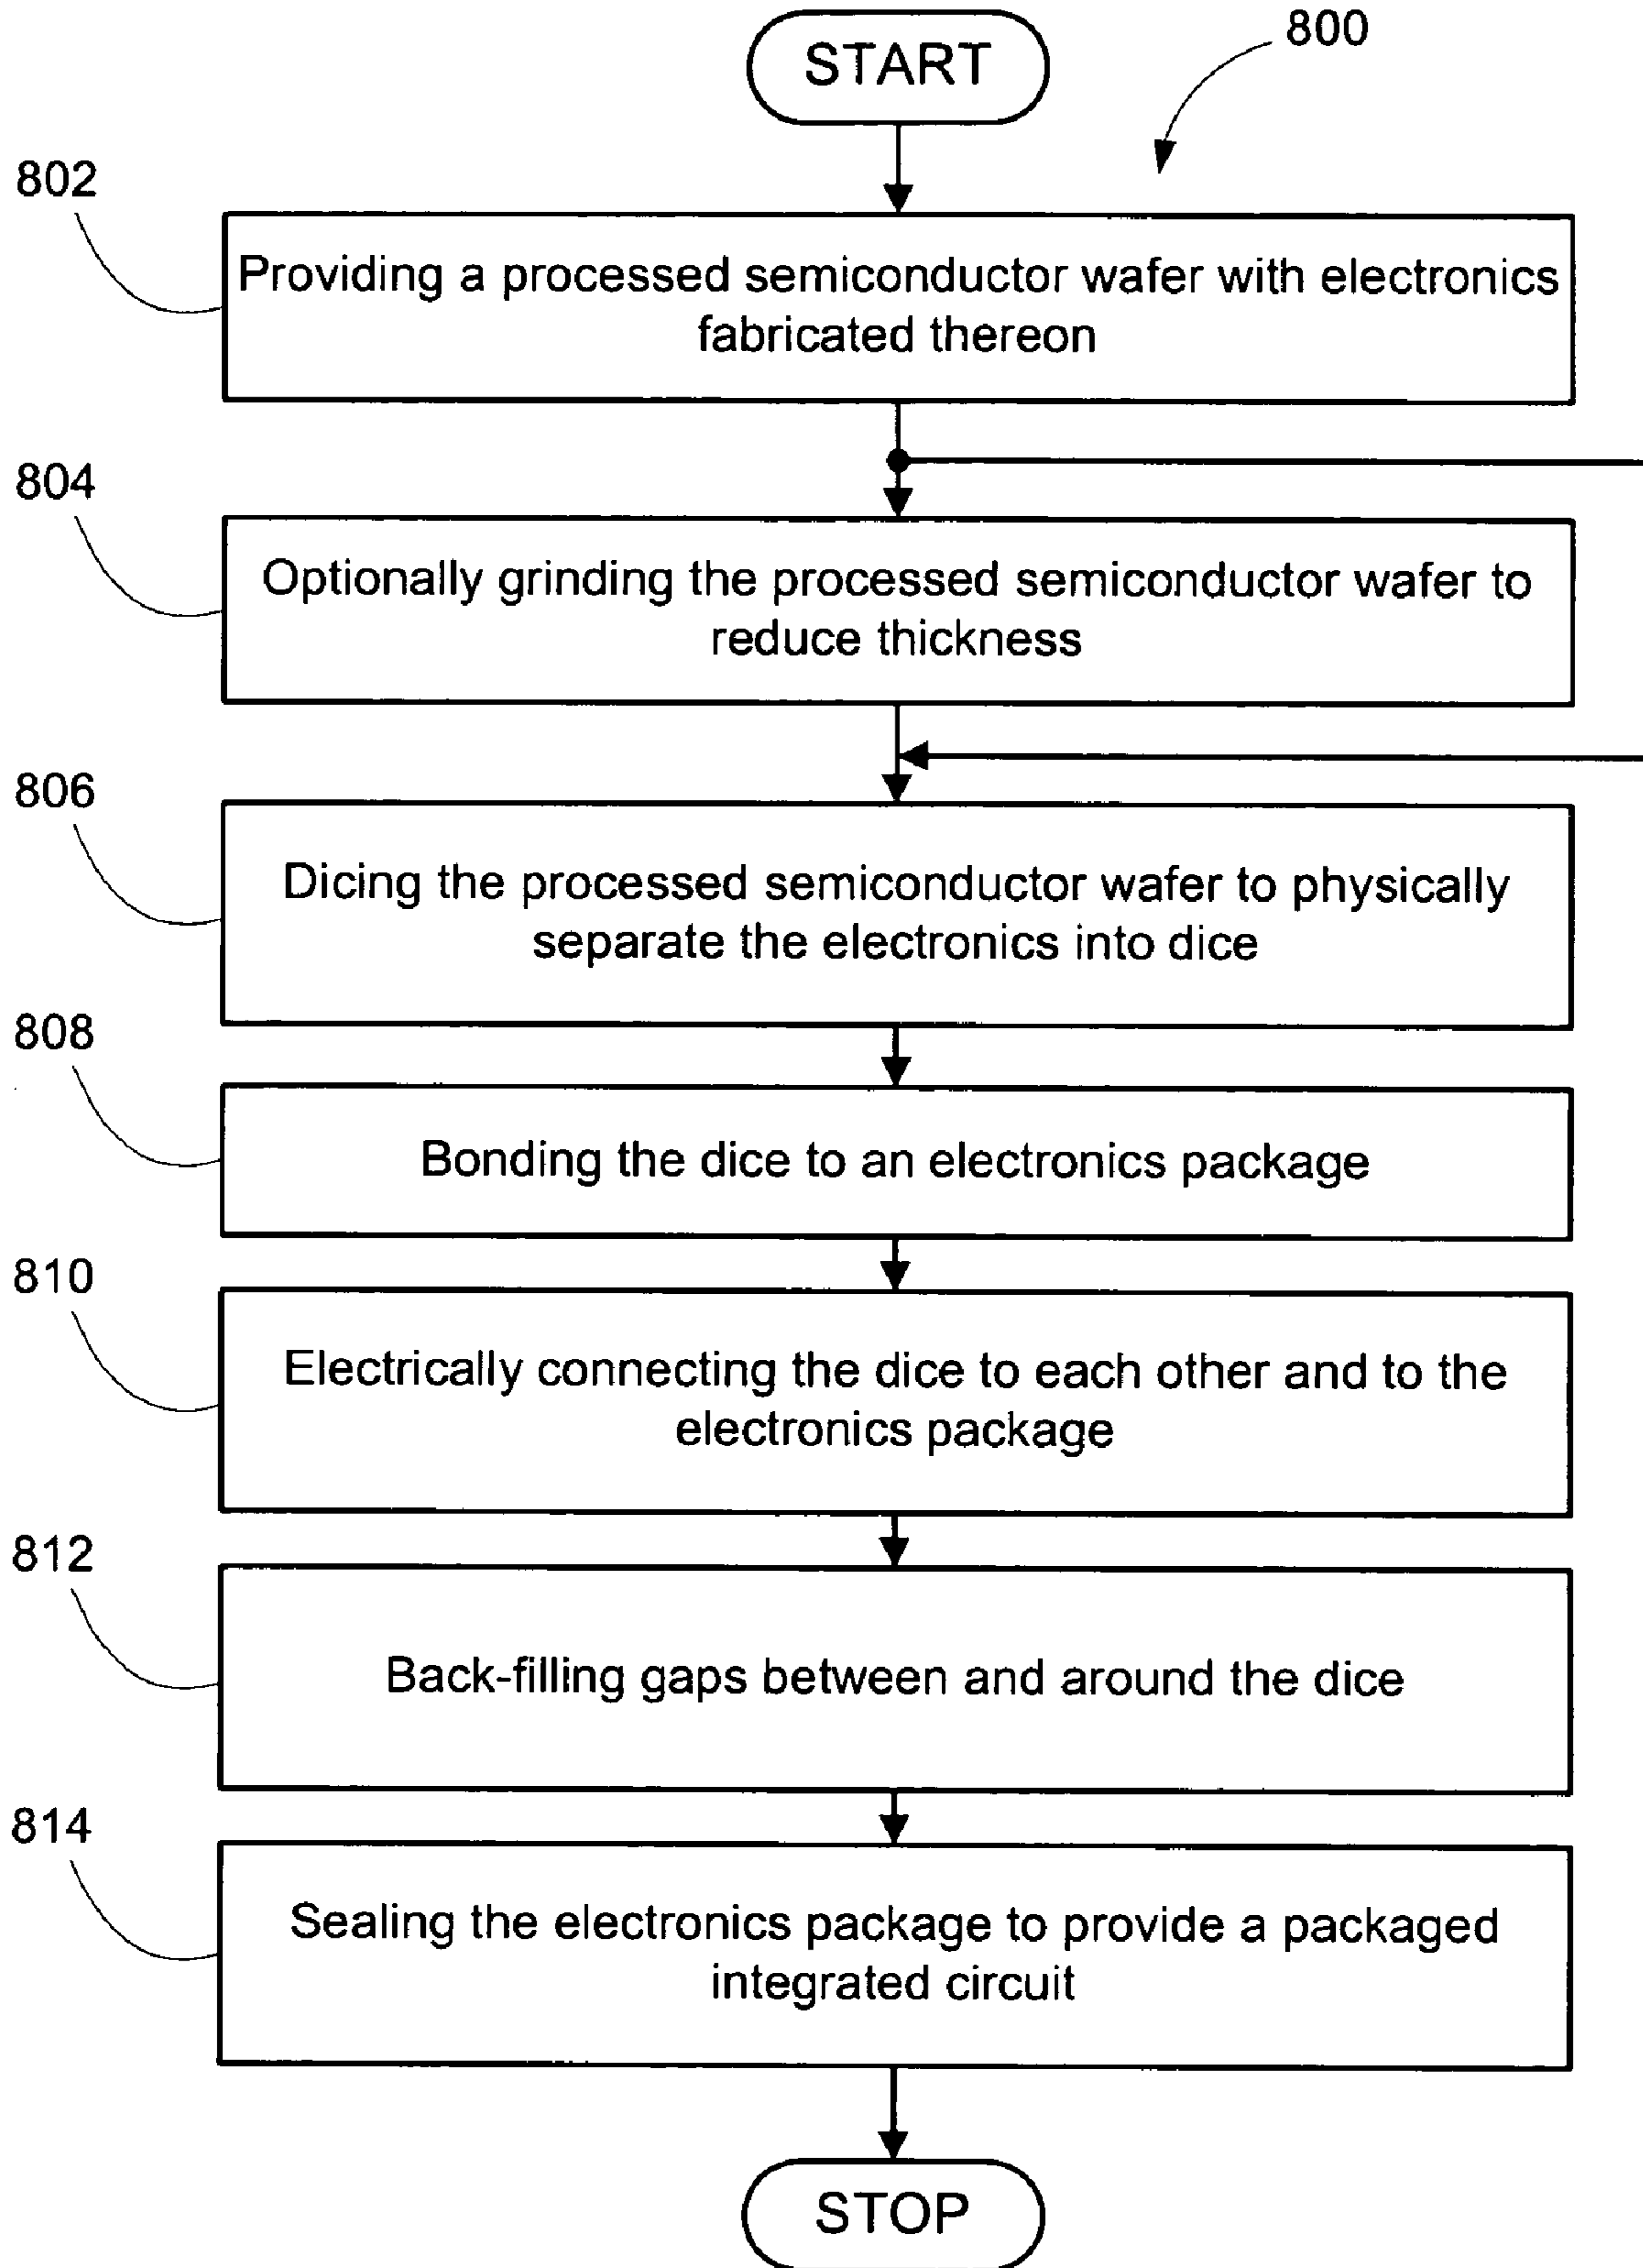 START
800
802
Providing a processed semiconductor wafer with electronics
fabricated thereon
804
Optionally grinding the processed semiconductor wafer to
reduce thickness
806
Dicing the processed semiconductor wafer to physically
separate the electronics into dice
808
Bonding the dice to an electronics package
810
Electrically connecting the dice to each other and to the
electronics package
812
Back-filling gaps between and around the dice
814
Sealing the electronics package to provide a packaged
integrated circuit
STOP